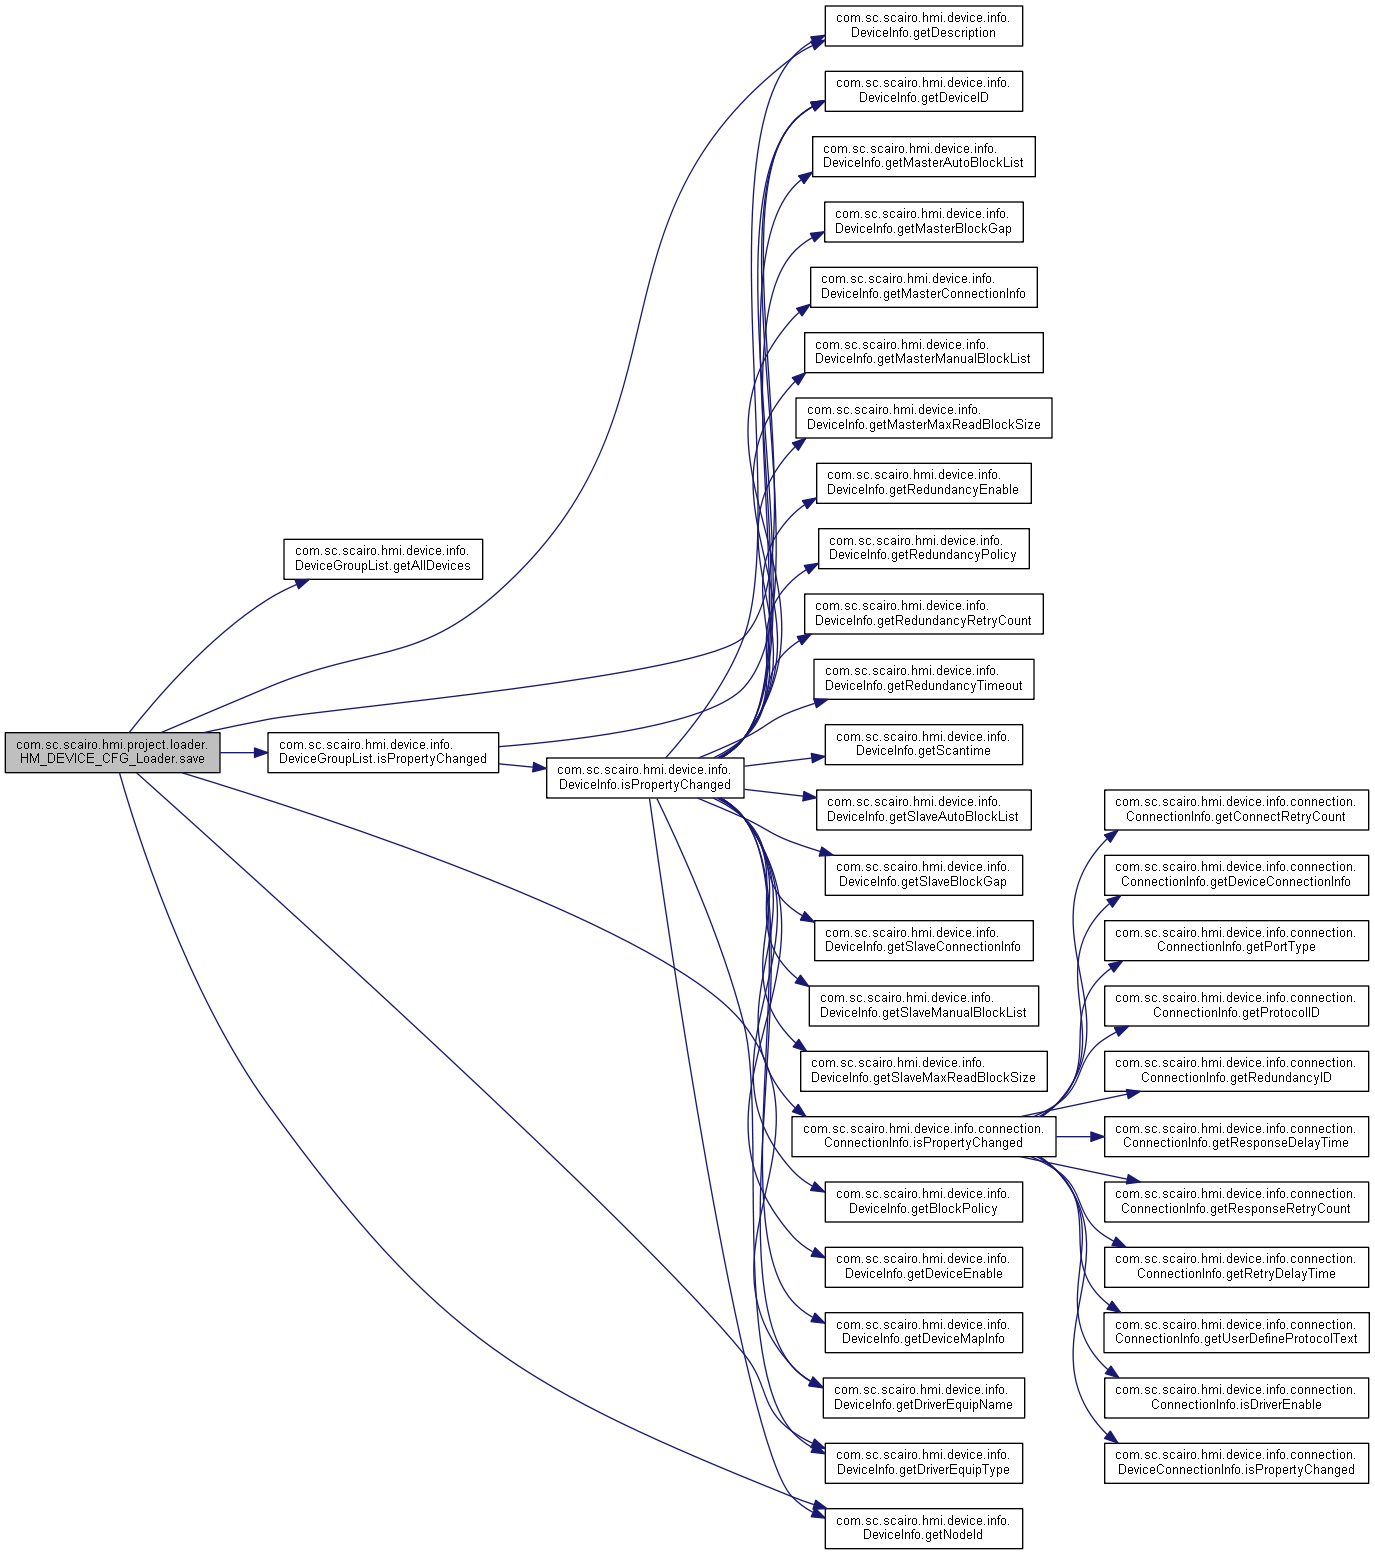 com.sc.scairo.hmi.project.loader.
HM_DEVICE_CFG_Loader.save
com.sc.scairo.hmi.device.info.
DeviceGroupList.getAllDevices
com.sc.scairo.hmi.device.info.
DeviceGroupList.isPropertyChanged
com.sc.scairo.hmi.device.info.
DeviceInfo.isPropertyChanged
com.sc.scairo.hmi.device.info.
DeviceInfo.getDescription
com.sc.scairo.hmi.device.info.
DeviceInfo.getDeviceID
com.sc.scairo.hmi.device.info.
DeviceInfo.getMasterAutoBlockList
com.sc.scairo.hmi.device.info.
DeviceInfo.getMasterBlockGap
com.sc.scairo.hmi.device.info.
DeviceInfo.getMasterConnectionInfo
com.sc.scairo.hmi.device.info.
DeviceInfo.getMasterManualBlockList
com.sc.scairo.hmi.device.info.
DeviceInfo.getMasterMaxReadBlockSize
com.sc.scairo.hmi.device.info.
DeviceInfo.getRedundancyEnable
com.sc.scairo.hmi.device.info.
DeviceInfo.getRedundancyPolicy
com.sc.scairo.hmi.device.info.
DeviceInfo.getRedundancyRetryCount
com.sc.scairo.hmi.device.info.
DeviceInfo.getRedundancyTimeout
com.sc.scairo.hmi.device.info.
DeviceInfo.getScantime
com.sc.scairo.hmi.device.info.
DeviceInfo.getSlaveAutoBlockList
com.sc.scairo.hmi.device.info.
DeviceInfo.getSlaveBlockGap
com.sc.scairo.hmi.device.info.
DeviceInfo.getSlaveConnectionInfo
com.sc.scairo.hmi.device.info.
DeviceInfo.getSlaveManualBlockList
com.sc.scairo.hmi.device.info.
DeviceInfo.getSlaveMaxReadBlockSize
com.sc.scairo.hmi.device.info.connection.
ConnectionInfo.isPropertyChanged
com.sc.scairo.hmi.device.info.
DeviceInfo.getBlockPolicy
com.sc.scairo.hmi.device.info.
DeviceInfo.getDeviceEnable
com.sc.scairo.hmi.device.info.
DeviceInfo.getDeviceMapInfo
com.sc.scairo.hmi.device.info.
DeviceInfo.getDriverEquipName
com.sc.scairo.hmi.device.info.
DeviceInfo.getDriverEquipType
com.sc.scairo.hmi.device.info.
DeviceInfo.getNodeId
com.sc.scairo.hmi.device.info.connection.
ConnectionInfo.getConnectRetryCount
com.sc.scairo.hmi.device.info.connection.
ConnectionInfo.getDeviceConnectionInfo
com.sc.scairo.hmi.device.info.connection.
ConnectionInfo.getPortType
com.sc.scairo.hmi.device.info.connection.
ConnectionInfo.getProtocolID
com.sc.scairo.hmi.device.info.connection.
ConnectionInfo.getRedundancyID
com.sc.scairo.hmi.device.info.connection.
ConnectionInfo.getResponseDelayTime
com.sc.scairo.hmi.device.info.connection.
ConnectionInfo.getResponseRetryCount
com.sc.scairo.hmi.device.info.connection.
ConnectionInfo.getRetryDelayTime
com.sc.scairo.hmi.device.info.connection.
ConnectionInfo.getUserDefineProtocolText
com.sc.scairo.hmi.device.info.connection.
ConnectionInfo.isDriverEnable
com.sc.scairo.hmi.device.info.connection.
DeviceConnectionInfo.isPropertyChanged